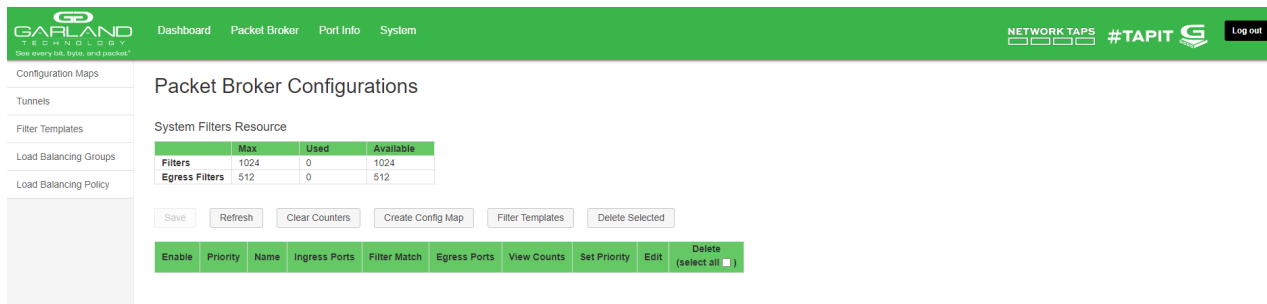 GARLAND
TECHNOLOGY
See every bit, byte, and packet®
Dashboard Packet Broker Port Info System
NETWORK TAPS
#TAPIT
Log out
Configuration Maps
Tunnels
Filter Templates
Load Balancing Groups
Load Balancing Policy
Packet Broker Configurations
System Filters Resource
Max Used Available
Filters 1024 0 1024
Egress Filters 512 0 512
Save Refresh Clear Counters Create Config Map Filter Templates Delete Selected
Enable Priority Name Ingress Ports Filter Match Egress Ports View Counts Set Priority Edit Delete
(select all )